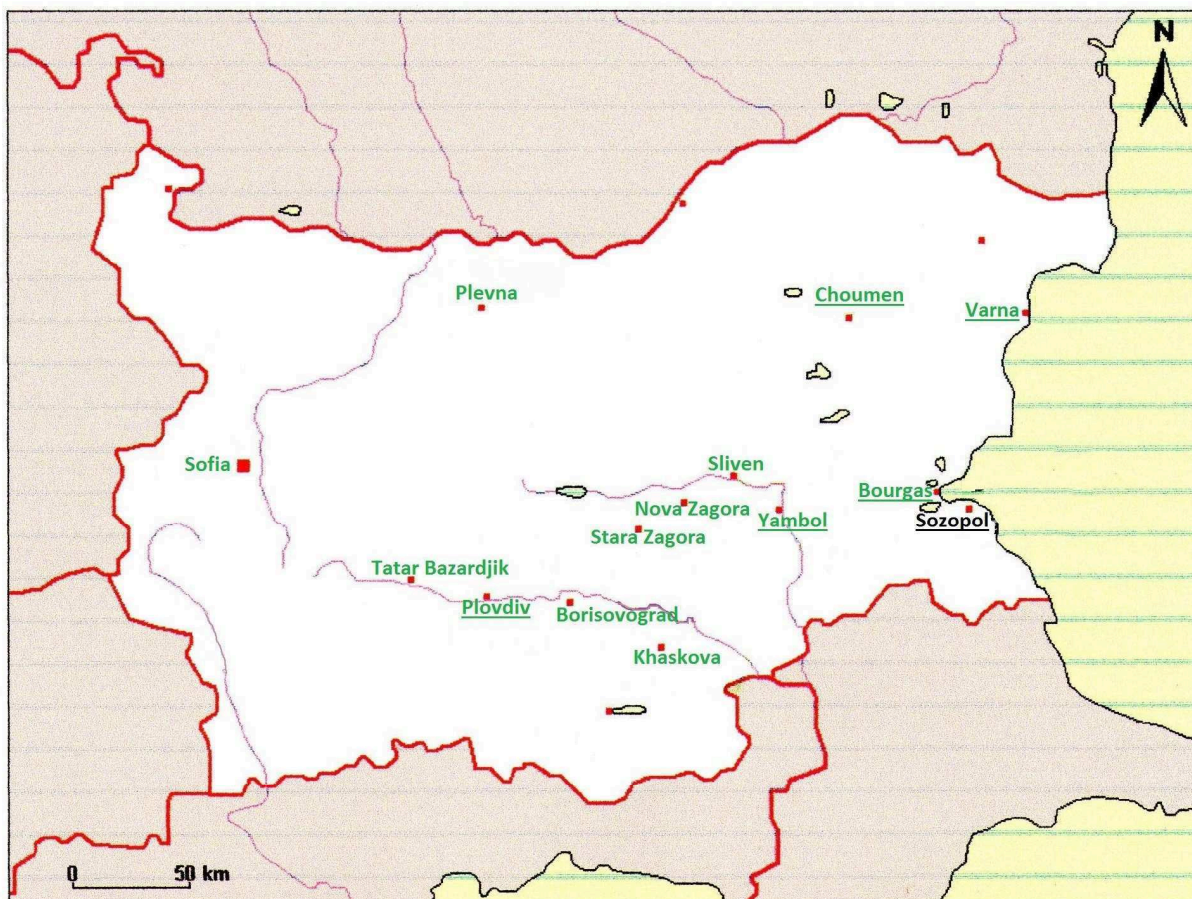 N
Plevna
Choumen
Varna
Sofia
Sliven
Bourgas
Nova Zagora
Yambol
Sozopol
Stara Zagora
Tatar Bazardjik
Plovdiv
Borisovograd
Khaskova
0 50 km